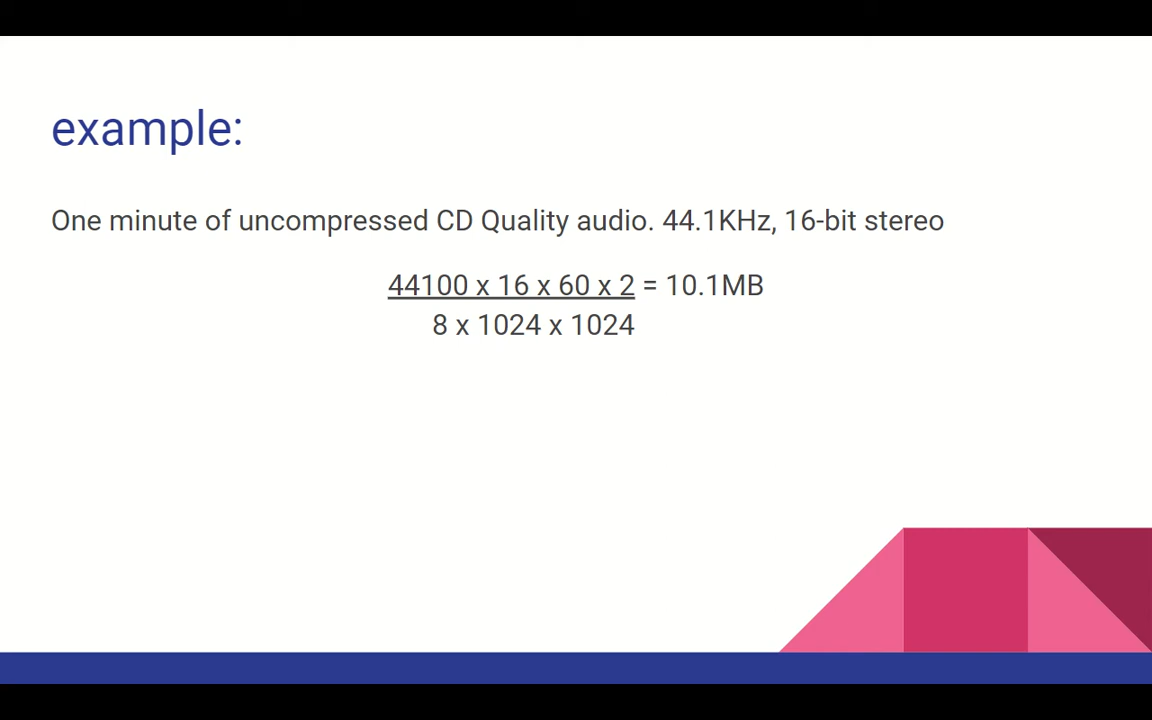 example:
One minute of uncompressed CD Quality audio. 44.1KHz, 16-bit stereo
44100 x 16 x 60 x 2 = 10.1MB
8 x 1024 x 1024